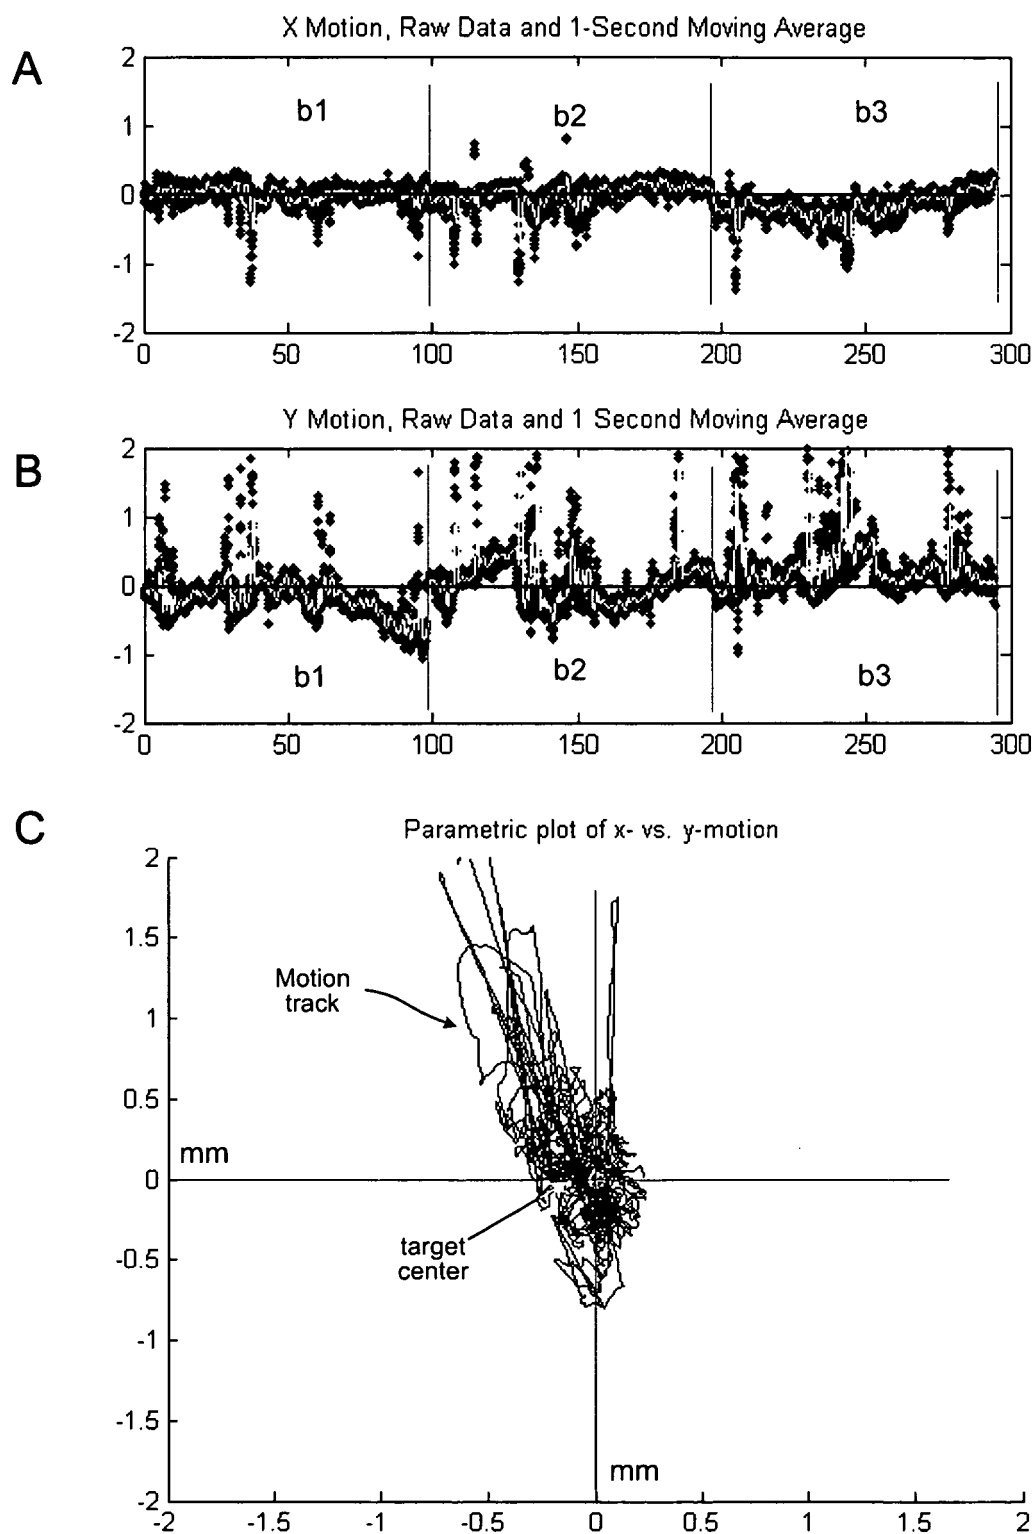 X Motion, Raw Data and 1-Second Moving Average
A
2
1
0
-1
-2
b1
b2
b3
0 50 100 150 200 250 300
Y Motion, Raw Data and 1 Second Moving Average
B
2
1
0
-1
-2
b1
b2
b3
0 50 100 150 200 250 300
C
Parametric plot of x- vs. y-motion
2
1.5
1
0.5
0
-0.5
-1
-1.5
-2
Motion
track
mm
target
center
mm
-2 -1.5 -1 -0.5 0 0.5 1 1.5 2